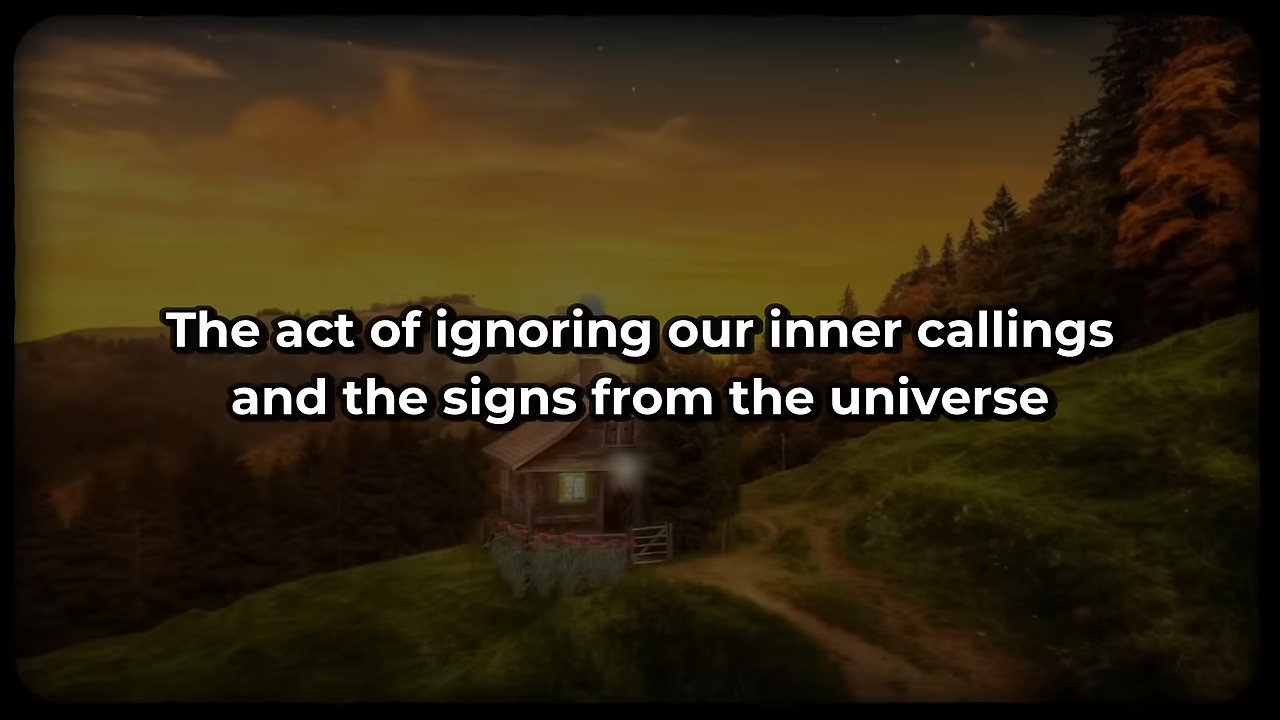 The act of ignoring our inner callings
and the signs from the universe